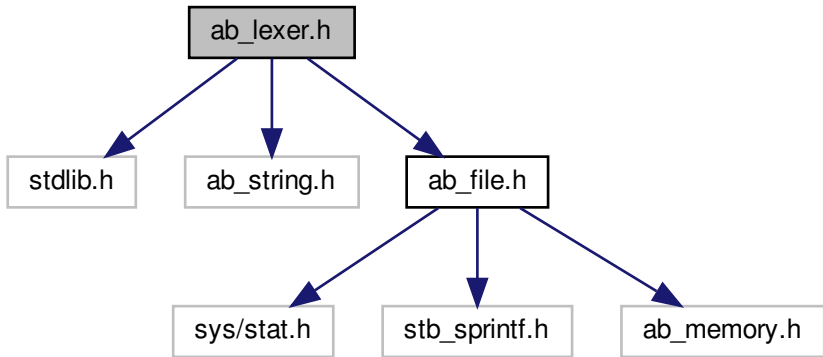 ab_lexer.h
stdlib.h
ab_string.h
ab_file.h
sys/stat.h
stb_sprintf.h
ab_memory.h